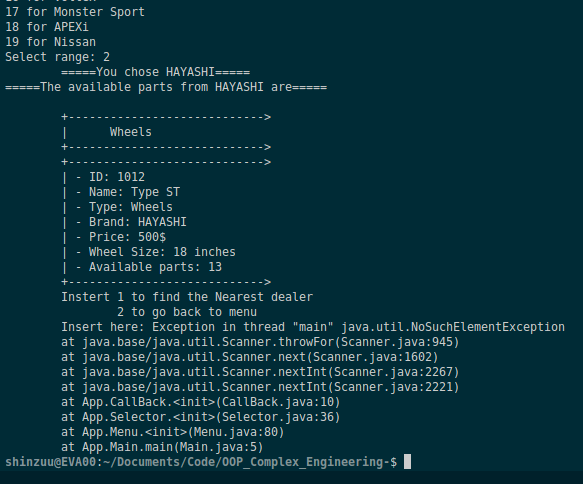 17 for Monster Sport
18 for APEXi
19 for Nissan
Select range: 2
=====You chose HAYASHI=====
=====The available parts from HAYASHI are=====
+---------------------------->
|      Wheels
+---------------------------->
+---------------------------->
| - ID: 1012
| - Name: Type ST
| - Type: Wheels
| - Brand: HAYASHI
| - Price: 500$
| - Wheel Size: 18 inches
| - Available parts: 13
+---------------------------->
Instert 1 to find the Nearest dealer
2 to go back to menu
Insert here: Exception in thread "main" java.util.NoSuchElementException
at java.base/java.util.Scanner.throwFor(Scanner.java:945)
at java.base/java.util.Scanner.next(Scanner.java:1602)
at java.base/java.util.Scanner.nextInt(Scanner.java:2267)
at java.base/java.util.Scanner.nextInt(Scanner.java:2221)
at App.CallBack.<init>(CallBack.java:10)
at App.Selector.<init>(Selector.java:36)
at App.Menu.<init>(Menu.java:80)
at App.Main.main(Main.java:5)
shinzuu@EVA00:~/Documents/Code/OOP_Complex_Engineering-$